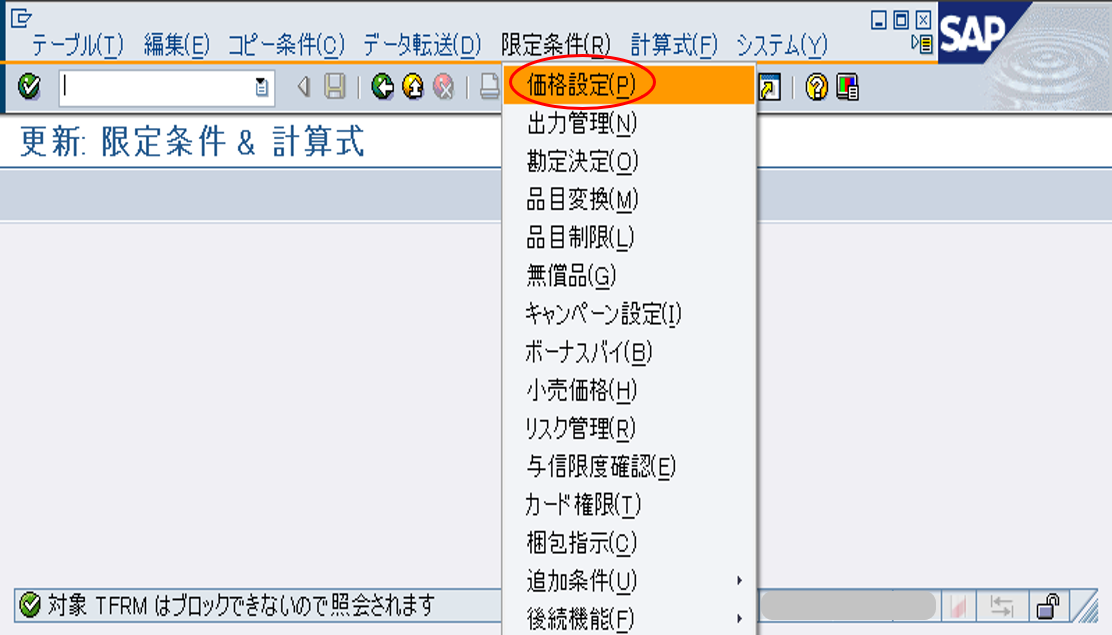 テーブル(T) 編集(E) コピー条件(C) データ転送(D) 限定条件(R) 計算式(F) システム(Y)
SAP
更新: 限定条件 & 計算式
価格設定(P)
出力管理(N)
勘定決定(O)
品目変換(M)
品目制限(L)
無償品(G)
キャンペーン設定(I)
ボーナスバイ(B)
小売価格(H)
リスク管理(R)
与信限度確認(E)
カード権限(T)
梱包指示(C)
追加条件(U)
後続機能(F)
対象 TFRM はブロックできないので照会されます